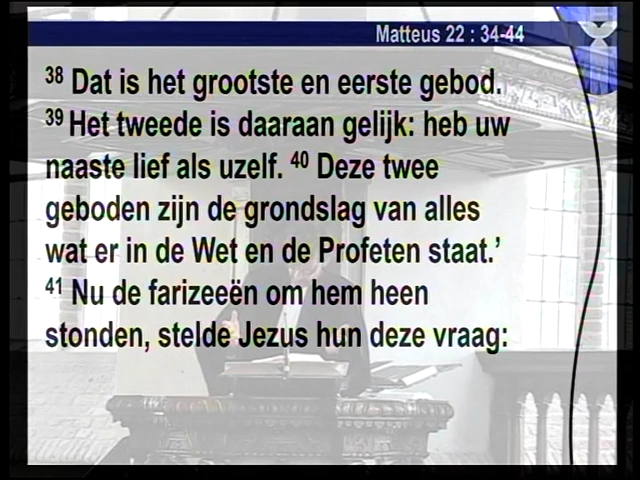 Matteus 22 : 34-44
38 Dat is het grootste en eerste gebod.
39 Het tweede is daaraan gelijk: heb uw
naaste lief als uzelf. 40 Deze twee
geboden zijn de grondslag van alles
wat er in de Wet en de Profeten staat.’
41 Nu de farizeeën om hem heen
stonden, stelde Jezus hun deze vraag: